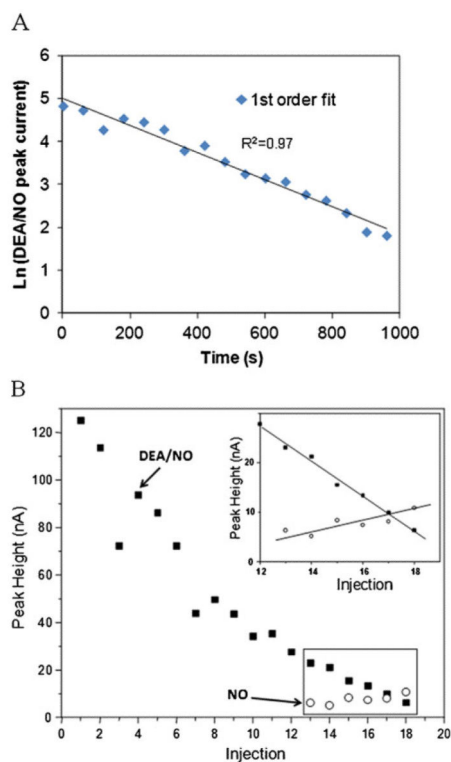 A
Ln (DEA/NO peak current)
6
5
4
3
2
1
0
1st order fit
R²=0.97
0 200 400 600 800 1000
Time (s)
B
Peak Height (nA)
120
100
80
60
40
20
0
DEA/NO
NO
0 2 4 6 8 10 12 14 16 18 20
Injection
Peak Height (nA)
20
10
0
12 14 16 18
Injection